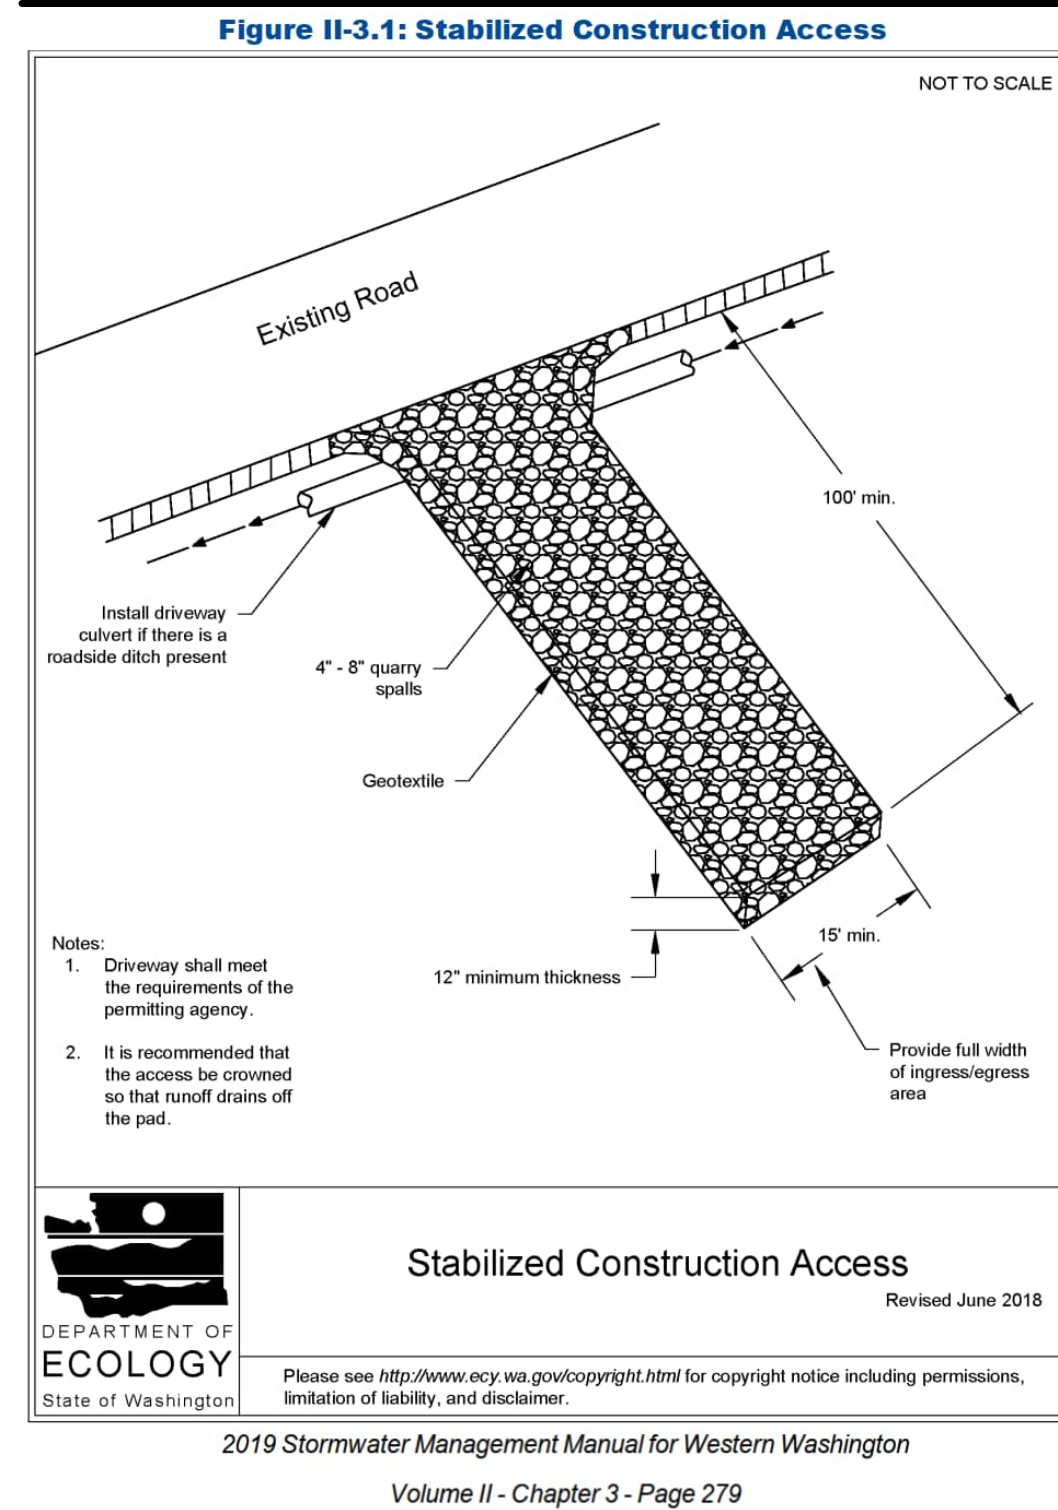 Figure II-3.1: Stabilized Construction Access
NOT TO SCALE
Existing Road
100' min.
Install driveway
culvert if there is a
roadside ditch present
4" - 8" quarry
spalls
Geotextile
15' min.
12" minimum thickness
Provide full width
of ingress/egress
area
Notes:
1. Driveway shall meet
the requirements of the
permitting agency.
2. It is recommended that
the access be crowned
so that runoff drains off
the pad.
DEPARTMENT OF
ECOLOGY
State of Washington
Stabilized Construction Access
Revised June 2018
Please see http://www.ecy.wa.gov/copyright.html for copyright notice including permissions,
limitation of liability, and disclaimer.
2019 Stormwater Management Manual for Western Washington
Volume II - Chapter 3 - Page 279